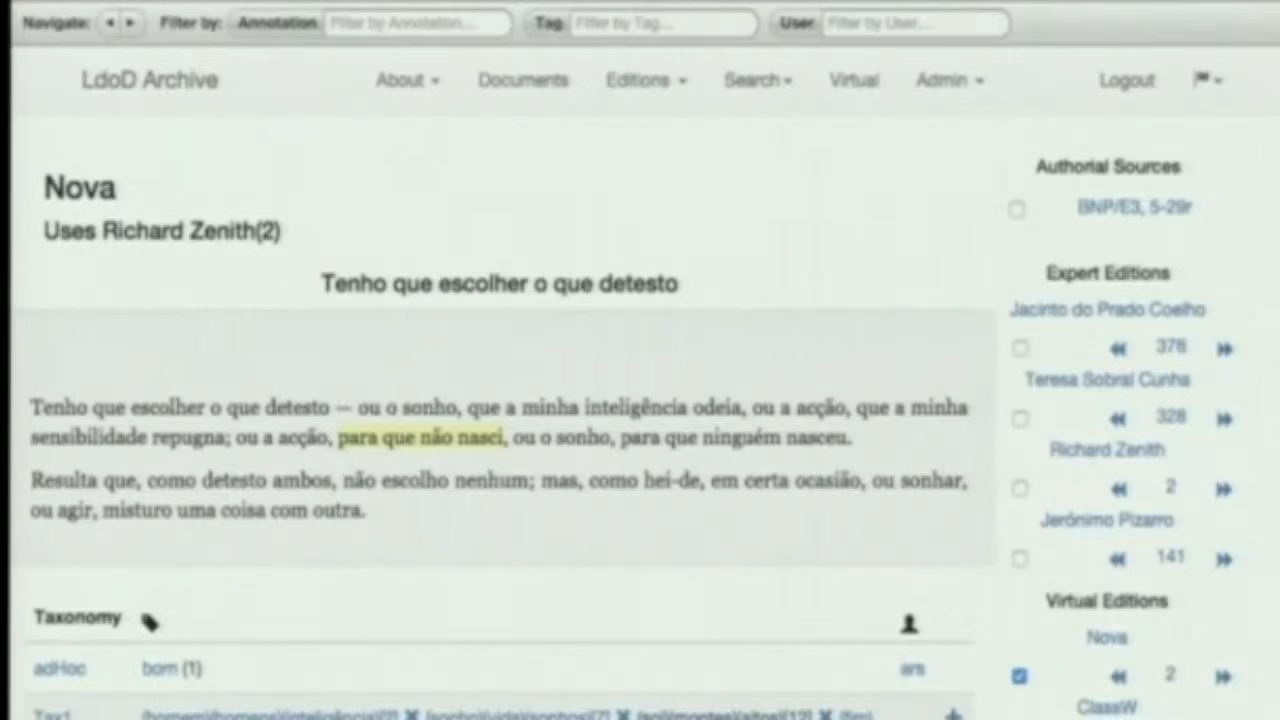 Navigate: Filter by: Annotation Filter by Annotation... Tag Filter by Tag... User Filter by User...
LdoD Archive About Documents Editions Search Virtual Admin Logout
Nova
Uses Richard Zenith(2)
Tenho que escolher o que detesto
Tenho que escolher o que detesto — ou o sonho, que a minha inteligência odeia, ou a acção, que a minha
sensibilidade repugna; ou a acção, para que não nasci, ou o sonho, para que ninguém nasceu.
Resulta que, como detesto ambos, não escolho nenhum; mas, como hei-de, em certa ocasião, ou sonhar,
ou agir, misturo uma coisa com outra.
Taxonomy
adHoc bom (1) ars
Tax1
Authorial Sources
BNP/E3, 5-29r
Expert Editions
Jacinto do Prado Coelho
378
Teresa Sobral Cunha
328
Richard Zenith
2
Jerónimo Pizarro
141
Virtual Editions
Nova
2
ClassW